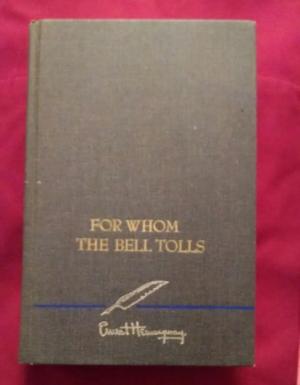 FOR WHOM
THE BELL TOLLS
Ernest Hemingway